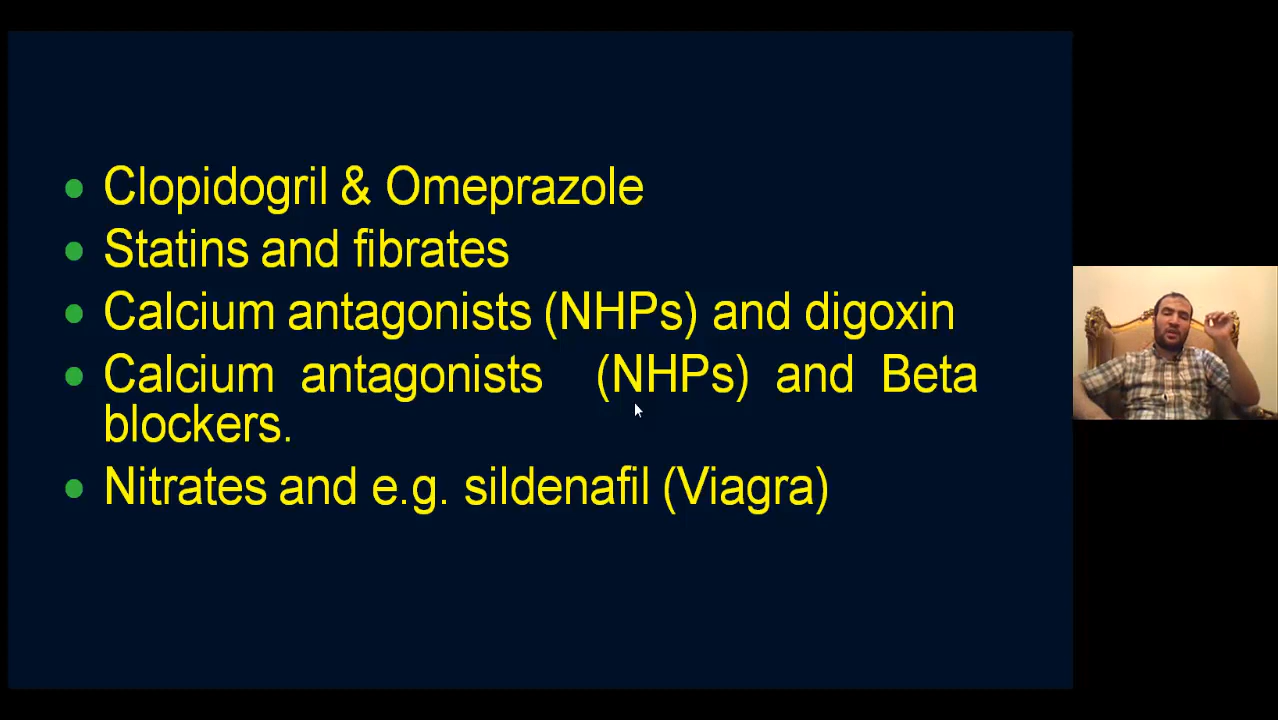 Clopidogril & Omeprazole
Statins and fibrates
Calcium antagonists (NHPs) and digoxin
Calcium antagonists (NHPs) and Beta
blockers.
Nitrates and e.g. sildenafil (Viagra)